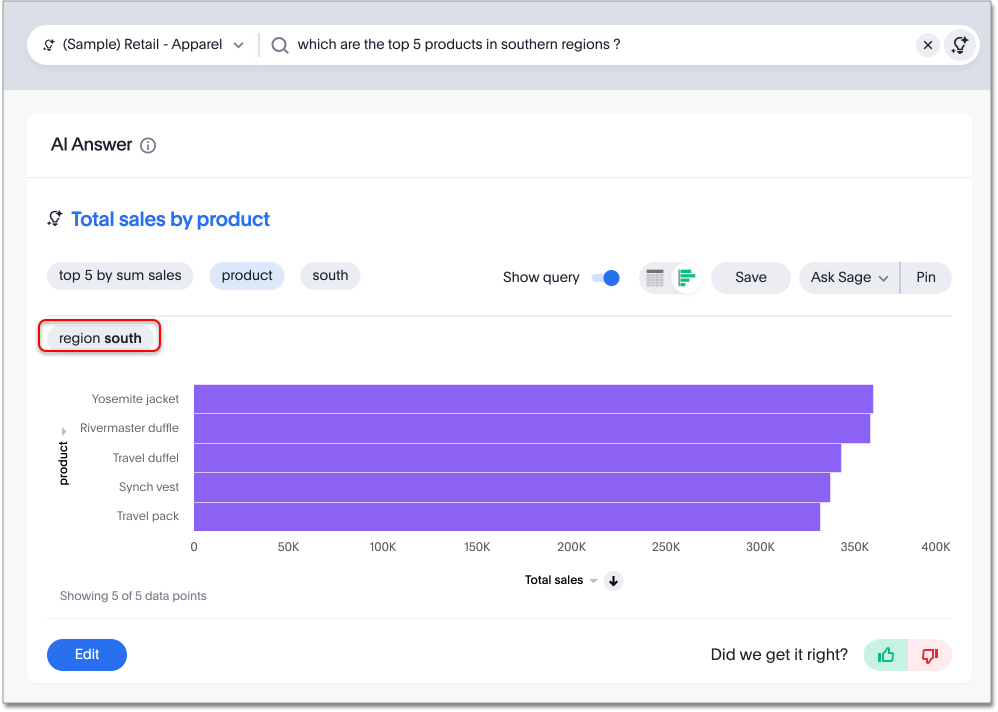 (Sample) Retail - Apparel which are the top 5 products in southern regions ?
AI Answer
Total sales by product
top 5 by sum sales product south Show query Save Ask Sage Pin
region south
Yosemite jacket
Rivermaster duffle
Travel duffel
Synch vest
Travel pack
product
0 50K 100K 150K 200K 250K 300K 350K 400K
Total sales
Showing 5 of 5 data points
Edit Did we get it right?